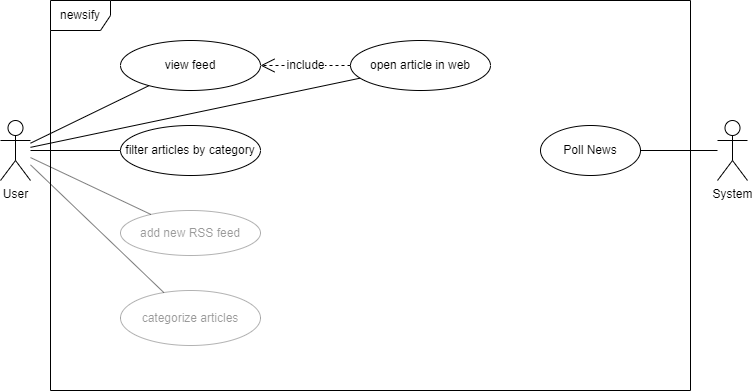 newsify
view feed
include
open article in web
filter articles by category
Poll News
User
System
add new RSS feed
categorize articles